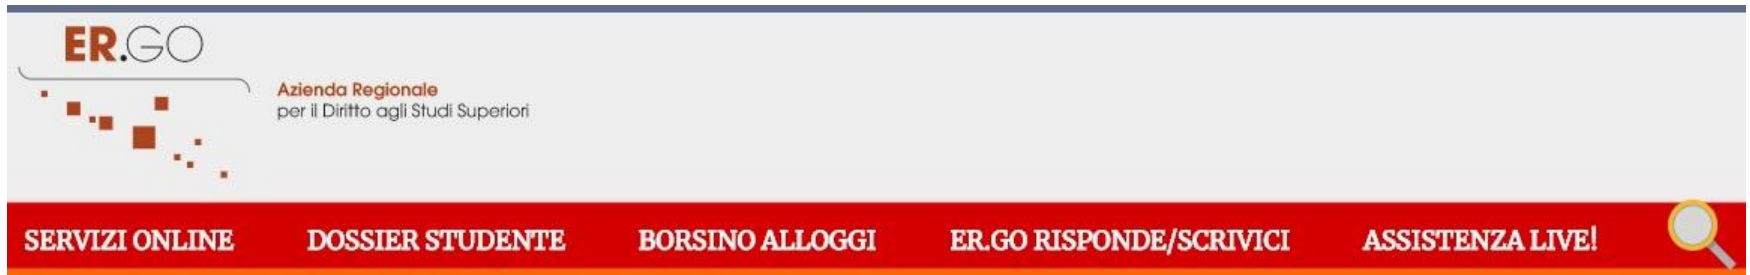 ER.GO
Azienda Regionale
per il Diritto agli Studi Superiori
SERVIZI ONLINE DOSSIER STUDENTE BORSINO ALLOGGI ER.GO RISPONDE/SCRIVICI ASSISTENZA LIVE!